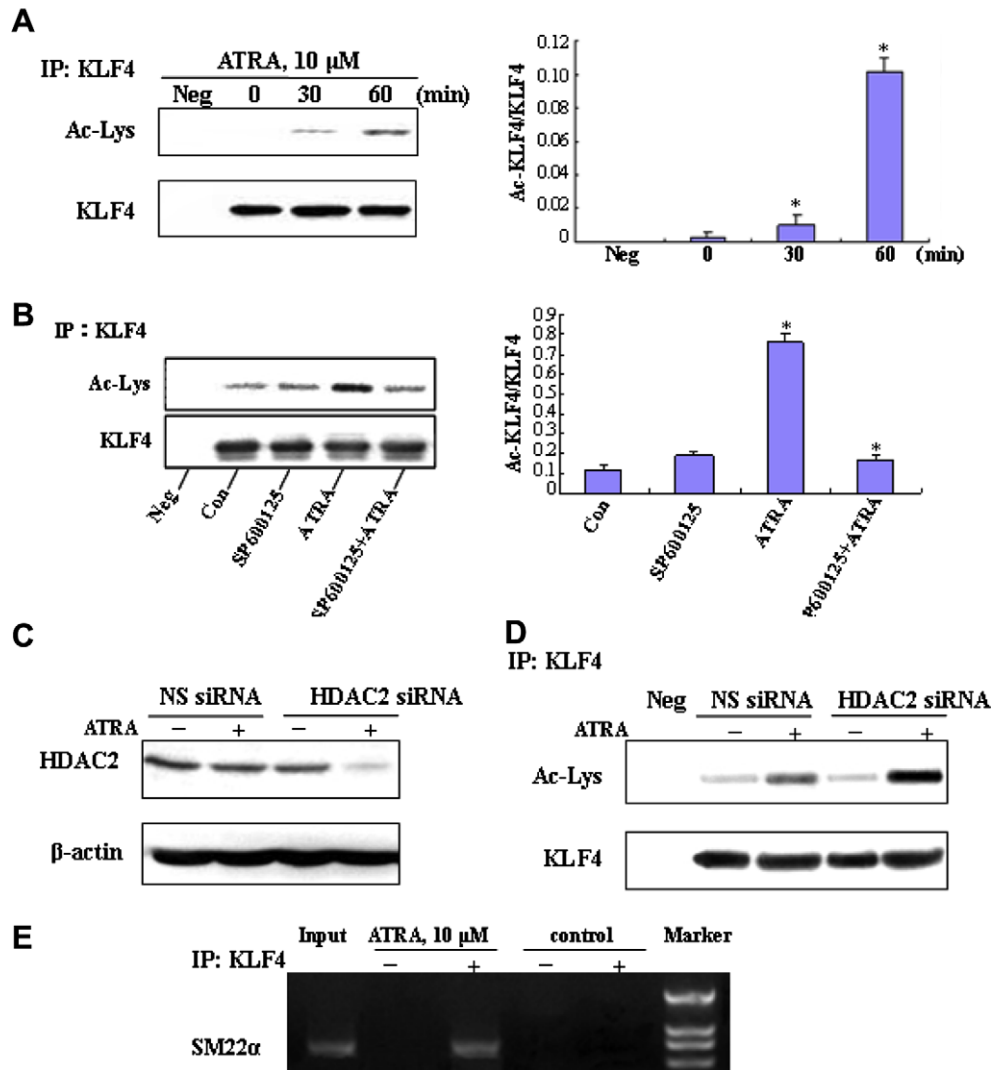 A
IP: KLF4
ATRA, 10 µM
Neg 0 30 60 (min)
Ac-Lys
KLF4
Ac-KLF4/KLF4
0.12
0.10
0.08
0.06
0.04
0.02
0
*
*
Neg 0 30 60 (min)
B
IP : KLF4
Ac-Lys
KLF4
Neg
Con
SP600125
ATRA
SP600125+ATRA
Ac-KLF4/KLF4
0.9
0.8
0.7
0.6
0.5
0.4
0.3
0.2
0.1
0
*
*
Con
SP600125
ATRA
P600125+ATRA
C
NS siRNA HDAC2 siRNA
ATRA − + − +
HDAC2
β-actin
D
IP: KLF4
Neg NS siRNA HDAC2 siRNA
ATRA − + − +
Ac-Lys
KLF4
E
Input ATRA, 10 µM control Marker
IP: KLF4 − + − +
SM22α